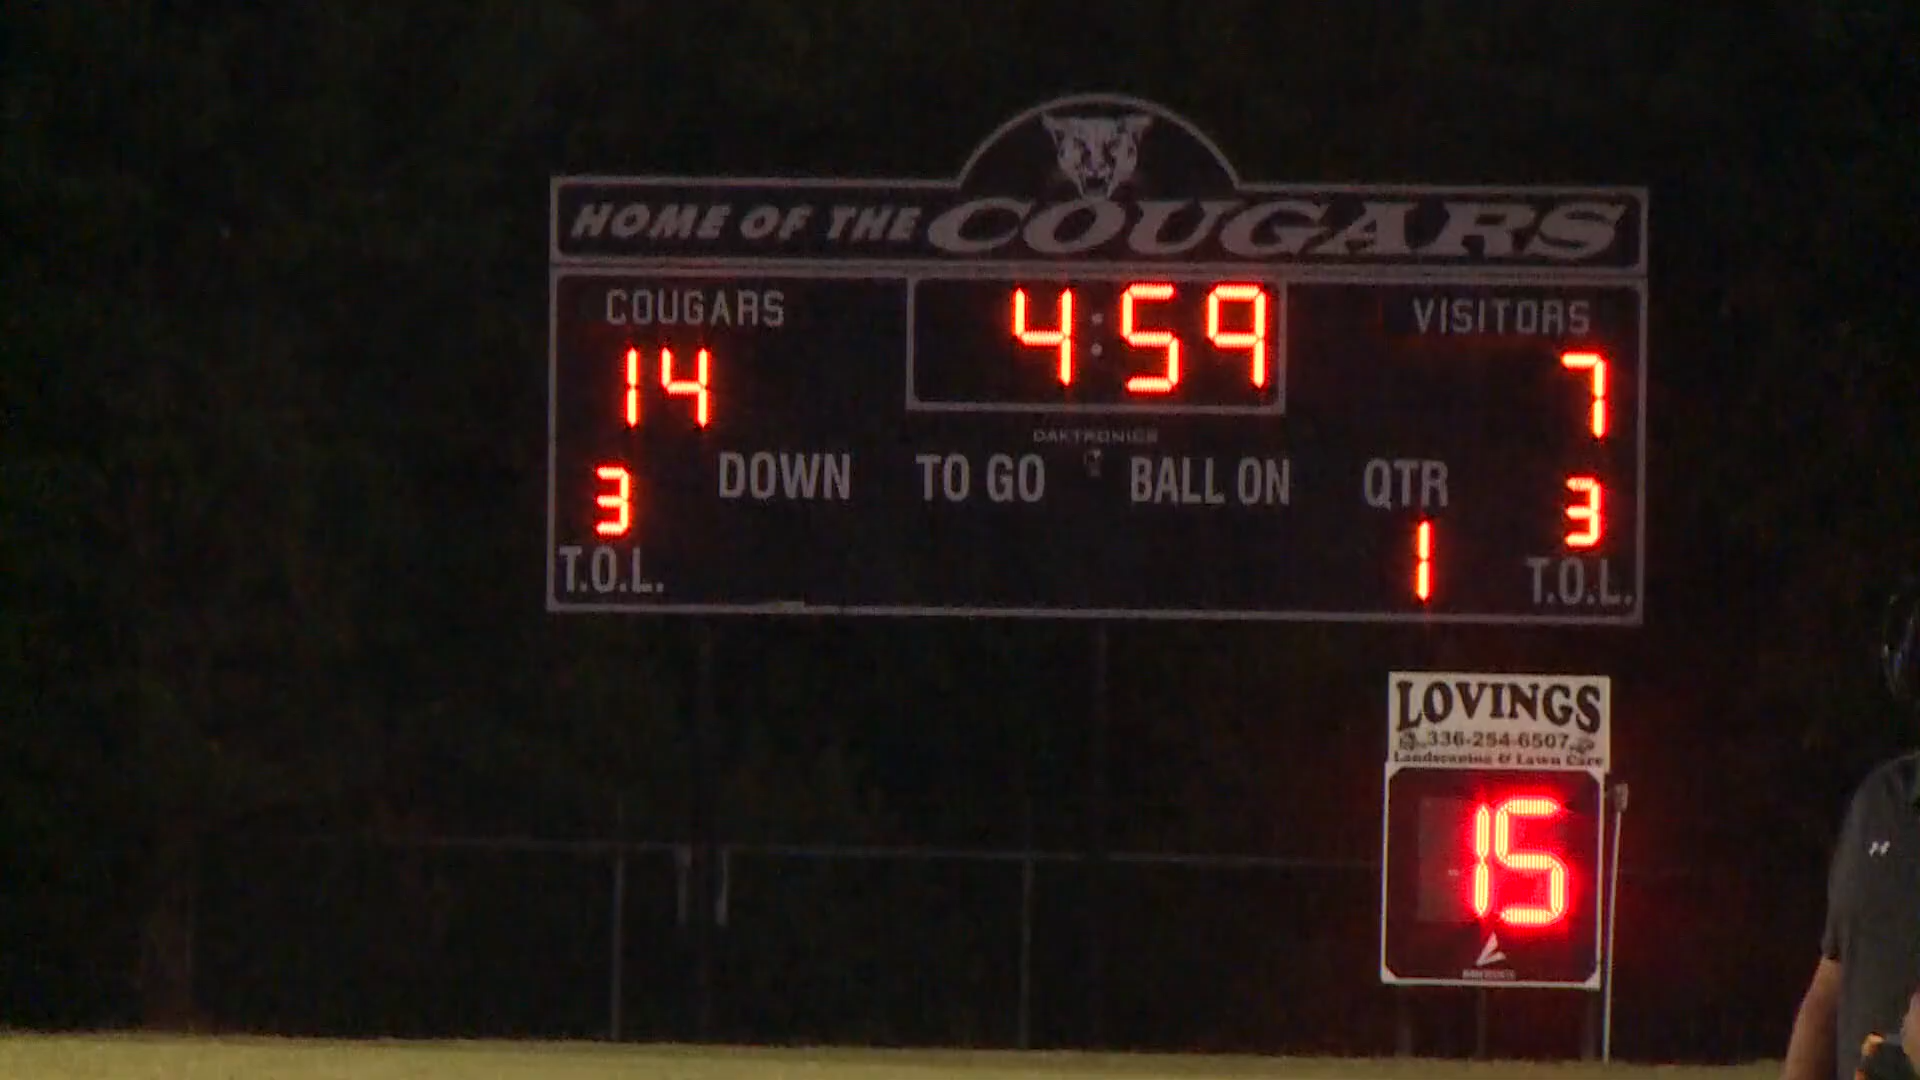 HOME OF THE COUGARS
COUGARS 4:59 VISITORS
14 7
DAKTRONICS
3 DOWN TO GO BALL ON QTR 3
T.O.L. 1 T.O.L.
LOVINGS
336-254-6507
Landscaping & Lawn Care
15